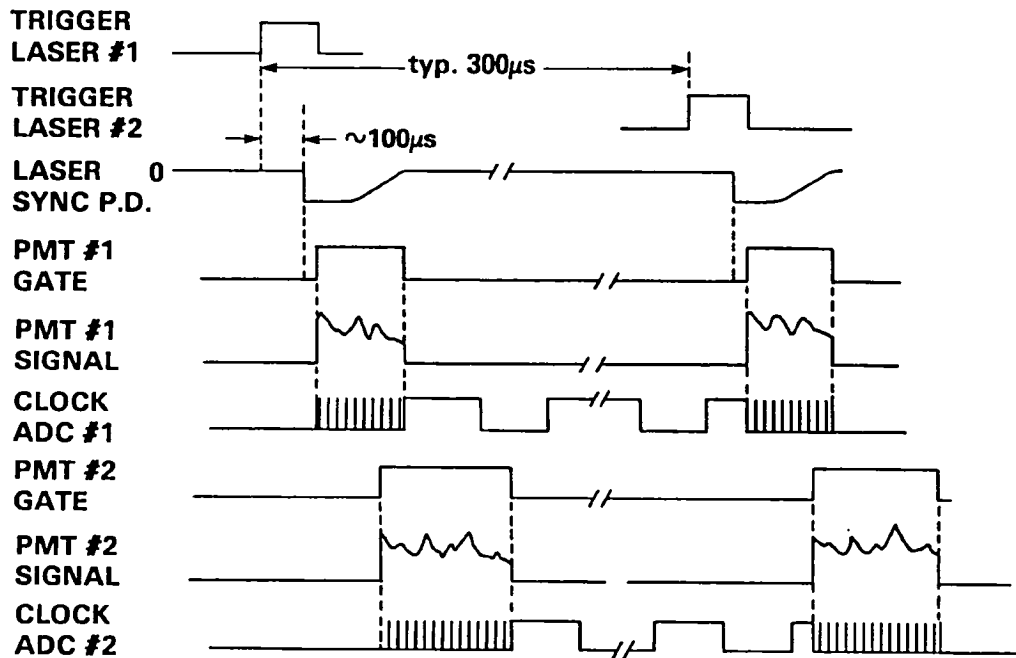 TRIGGER
LASER #1
typ. 300μs
TRIGGER
LASER #2
~100μs
LASER 0
SYNC P.D.
PMT #1
GATE
PMT #1
SIGNAL
CLOCK
ADC #1
PMT #2
GATE
PMT #2
SIGNAL
CLOCK
ADC #2